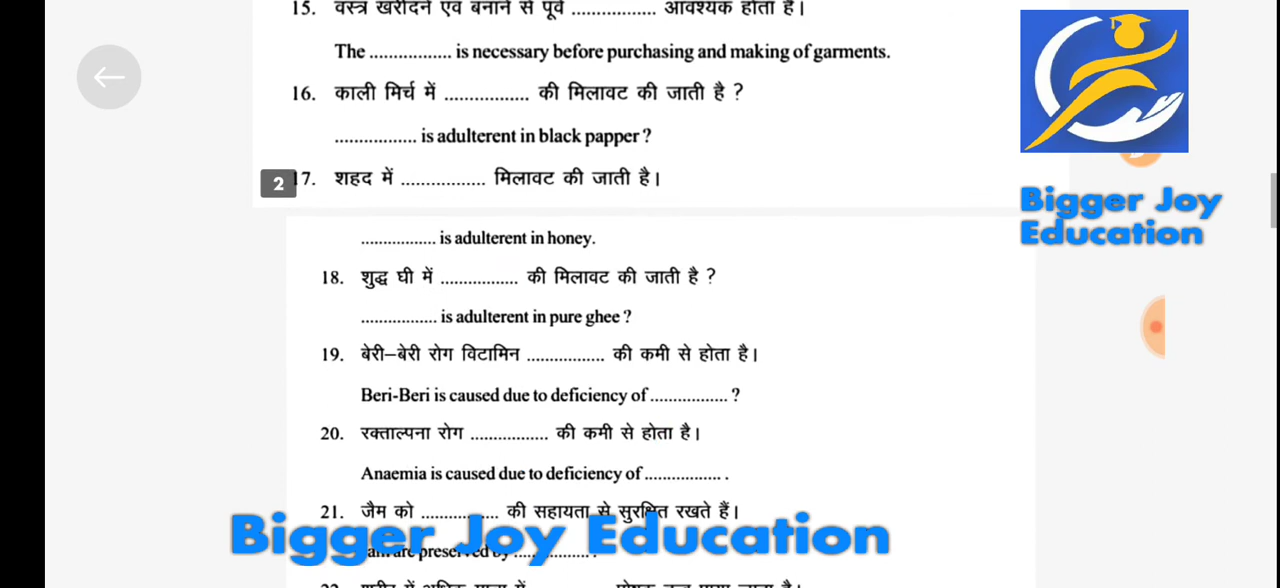 15. वस्त्र खरीदने एवं बनाने से पूर्व ................ आवश्यक होता है।
The ................. is necessary before purchasing and making of garments.
16. काली मिर्च में ................ की मिलावट की जाती है ?
................. is adulterent in black papper ?
2
17. शहद में ................ मिलावट की जाती है।
................ is adulterent in honey.
18. शुद्ध घी में ................ की मिलावट की जाती है ?
................ is adulterent in pure ghee ?
19. बेरी–बेरी रोग विटामिन ................ की कमी से होता है।
Beri-Beri is caused due to deficiency of ................ ?
20. रक्ताल्पना रोग ................ की कमी से होता है।
Anaemia is caused due to deficiency of ................ .
21. जैम को ................ की सहायता से सुरक्षित रखते हैं।
are preserved by ................ .
Bigger Joy Education
Bigger Joy
Education